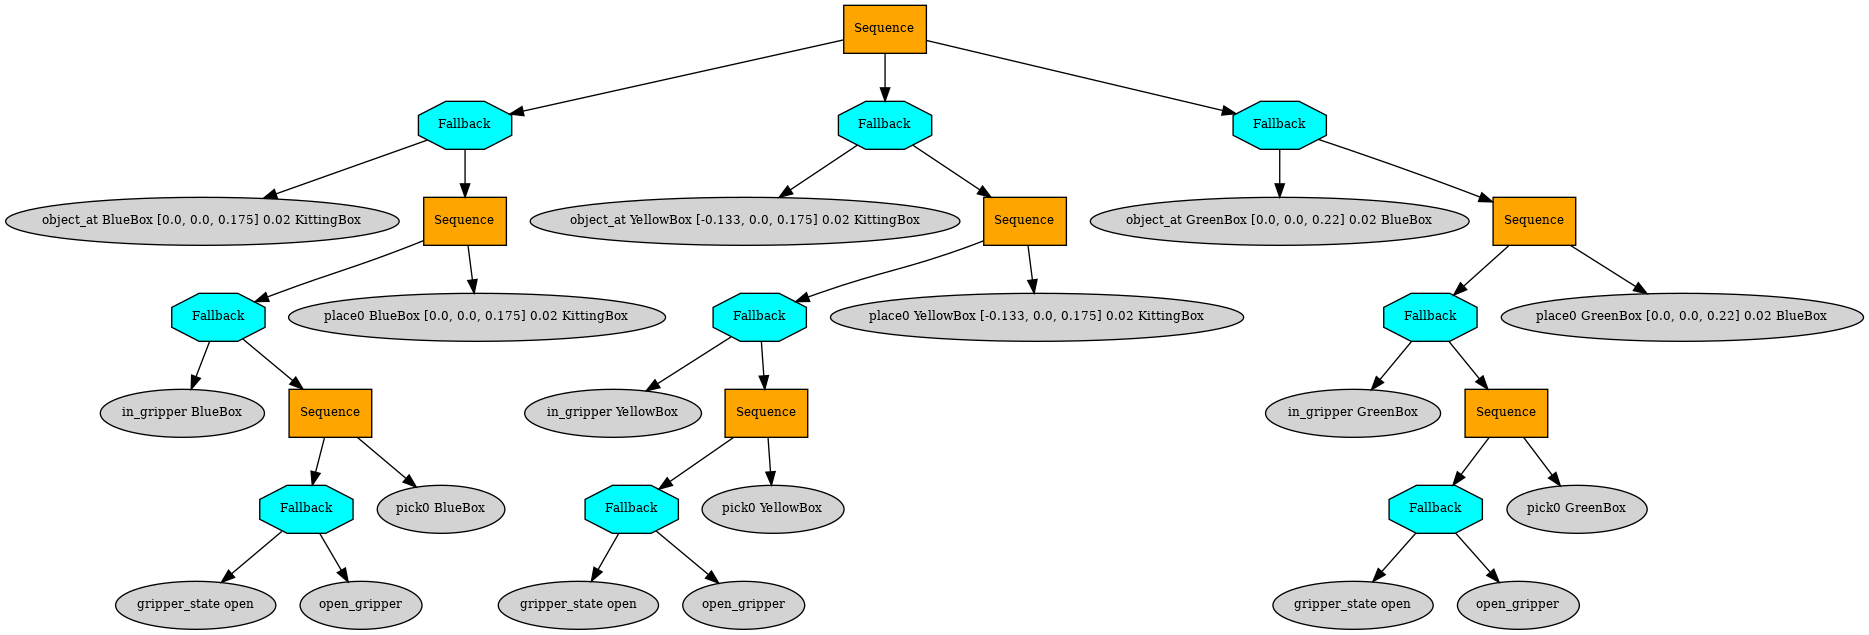 Sequence
Fallback
Fallback
Fallback
object_at BlueBox [0.0, 0.0, 0.175] 0.02 KittingBox
Sequence
object_at YellowBox [-0.133, 0.0, 0.175] 0.02 KittingBox
Sequence
object_at GreenBox [0.0, 0.0, 0.22] 0.02 BlueBox
Sequence
Fallback
place0 BlueBox [0.0, 0.0, 0.175] 0.02 KittingBox
Fallback
place0 YellowBox [-0.133, 0.0, 0.175] 0.02 KittingBox
Fallback
place0 GreenBox [0.0, 0.0, 0.22] 0.02 BlueBox
in_gripper BlueBox
Sequence
in_gripper YellowBox
Sequence
in_gripper GreenBox
Sequence
Fallback
pick0 BlueBox
Fallback
pick0 YellowBox
Fallback
pick0 GreenBox
gripper_state open
open_gripper
gripper_state open
open_gripper
gripper_state open
open_gripper